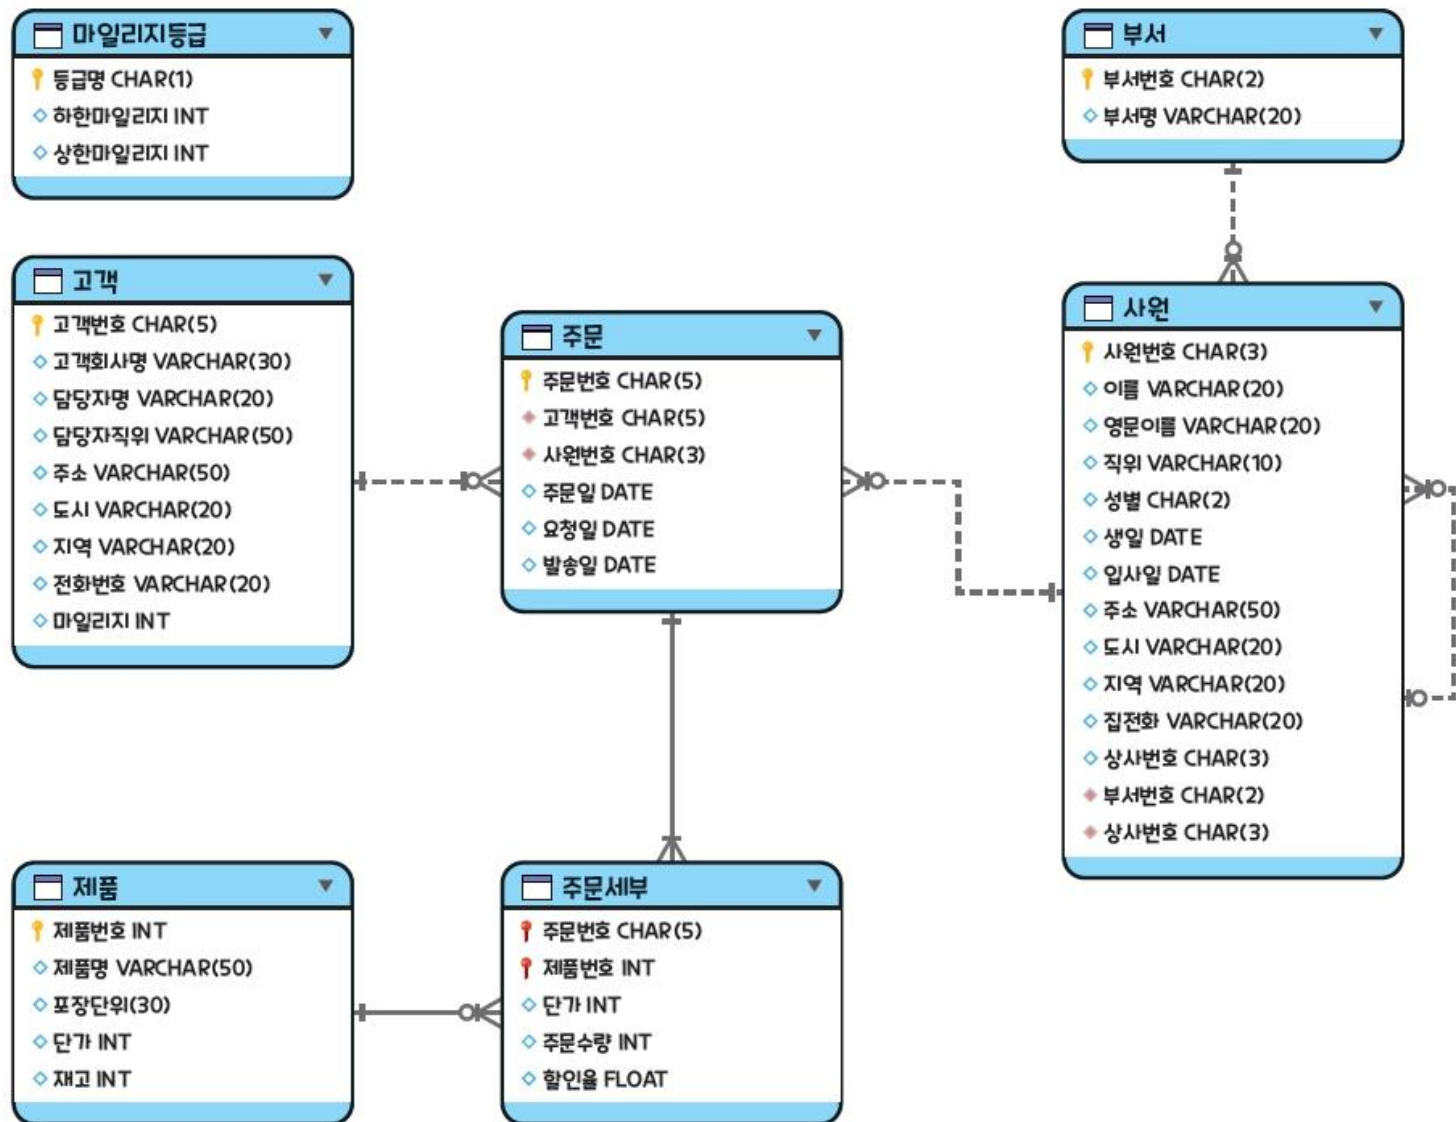 마일리지등급
등급명 CHAR(1)
하한마일리지 INT
상한마일리지 INT
부서
부서번호 CHAR(2)
부서명 VARCHAR(20)
고객
고객번호 CHAR(5)
고객회사명 VARCHAR(30)
담당자명 VARCHAR(20)
담당자직위 VARCHAR(50)
주소 VARCHAR(50)
도시 VARCHAR(20)
지역 VARCHAR(20)
전화번호 VARCHAR(20)
마일리지 INT
주문
주문번호 CHAR(5)
고객번호 CHAR(5)
사원번호 CHAR(3)
주문일 DATE
요청일 DATE
발송일 DATE
사원
사원번호 CHAR(3)
이름 VARCHAR(20)
영문이름 VARCHAR(20)
직위 VARCHAR(10)
성별 CHAR(2)
생일 DATE
입사일 DATE
주소 VARCHAR(50)
도시 VARCHAR(20)
지역 VARCHAR(20)
집전화 VARCHAR(20)
상사번호 CHAR(3)
부서번호 CHAR(2)
상사번호 CHAR(3)
제품
제품번호 INT
제품명 VARCHAR(50)
포장단위(30)
단가 INT
재고 INT
주문세부
주문번호 CHAR(5)
제품번호 INT
단가 INT
주문수량 INT
할인율 FLOAT